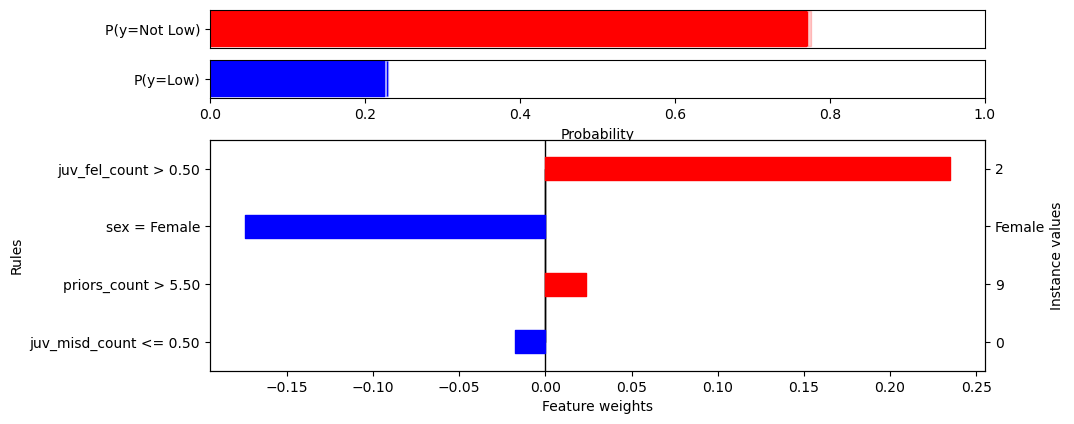 P(y=Not Low)
P(y=Low)
0.0 0.2 0.4 0.6 0.8 1.0
Probability
juv_fel_count > 0.50 2
sex = Female Female
priors_count > 5.50 9
juv_misd_count <= 0.50 0
Rules
Instance values
−0.15 −0.10 −0.05 0.00 0.05 0.10 0.15 0.20 0.25
Feature weights